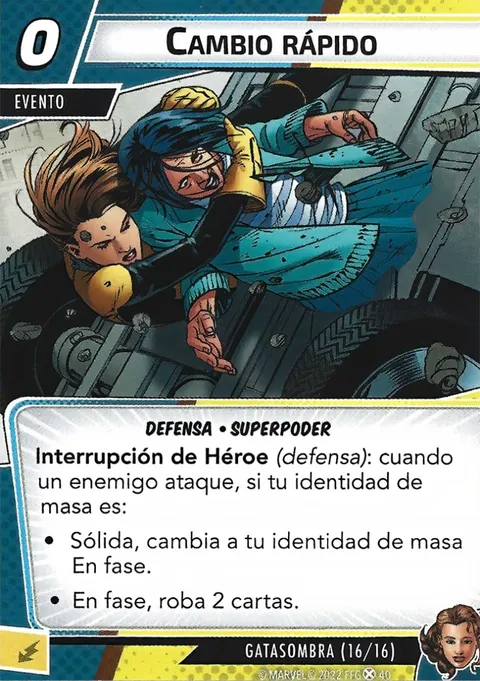 0
CAMBIO RÁPIDO
EVENTO
DEFENSA • SUPERPODER
Interrupción de Héroe (defensa): cuando
un enemigo ataque, si tu identidad de
masa es:
• Sólida, cambia a tu identidad de masa
En fase.
• En fase, roba 2 cartas.
GATASOMBRA (16/16)
© MARVEL © 2022 FFG 40